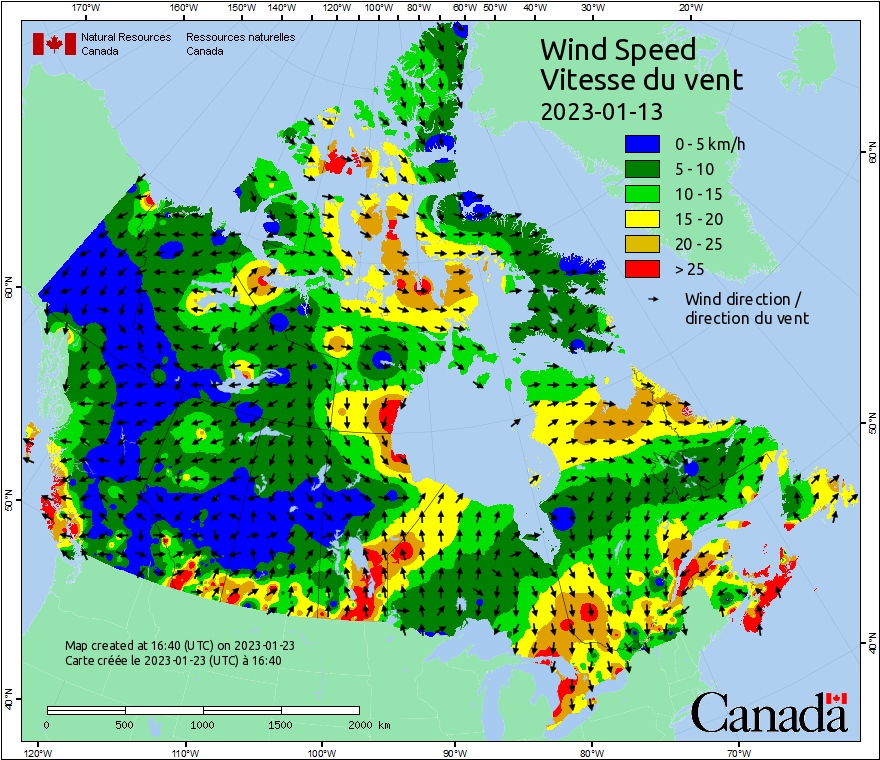 170°W 160°W 150°W 140°W 120°W 100°W 80°W 60°W 50°W 40°W 30°W 20°W
Natural Resources Ressources naturelles
Canada Canada
Wind Speed
Vitesse du vent
2023-01-13
0 - 5 km/h
5 - 10
10 - 15
15 - 20
20 - 25
> 25
Wind direction /
direction du vent
60°N
60°N
50°N
50°N
40°N
40°N
Map created at 16:40 (UTC) on 2023-01-23
Carte créée le 2023-01-23 (UTC) à 16:40
0 500 1000 1500 2000 km
Canada
120°W 110°W 100°W 90°W 80°W 70°W